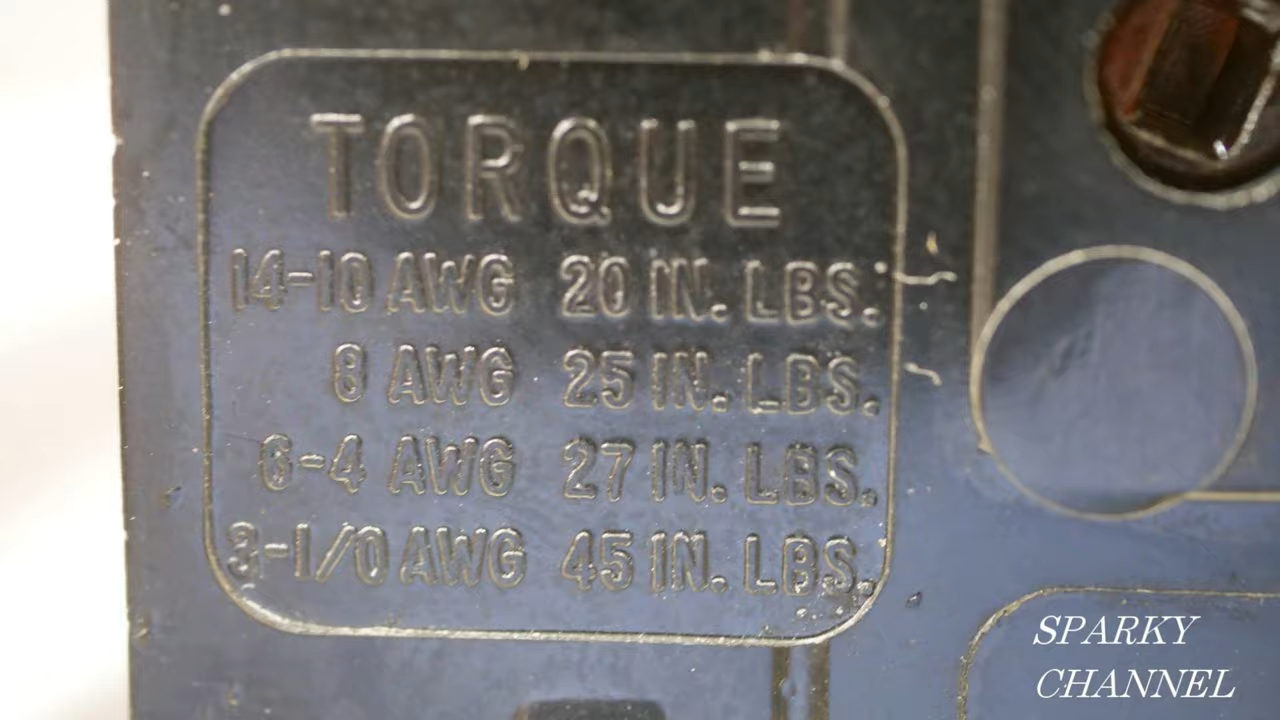 TORQUE
14-10 AWG 20 IN. LBS.
8 AWG 25 IN. LBS.
6-4 AWG 27 IN. LBS.
3-1/0 AWG 45 IN. LBS.
SPARKY
CHANNEL